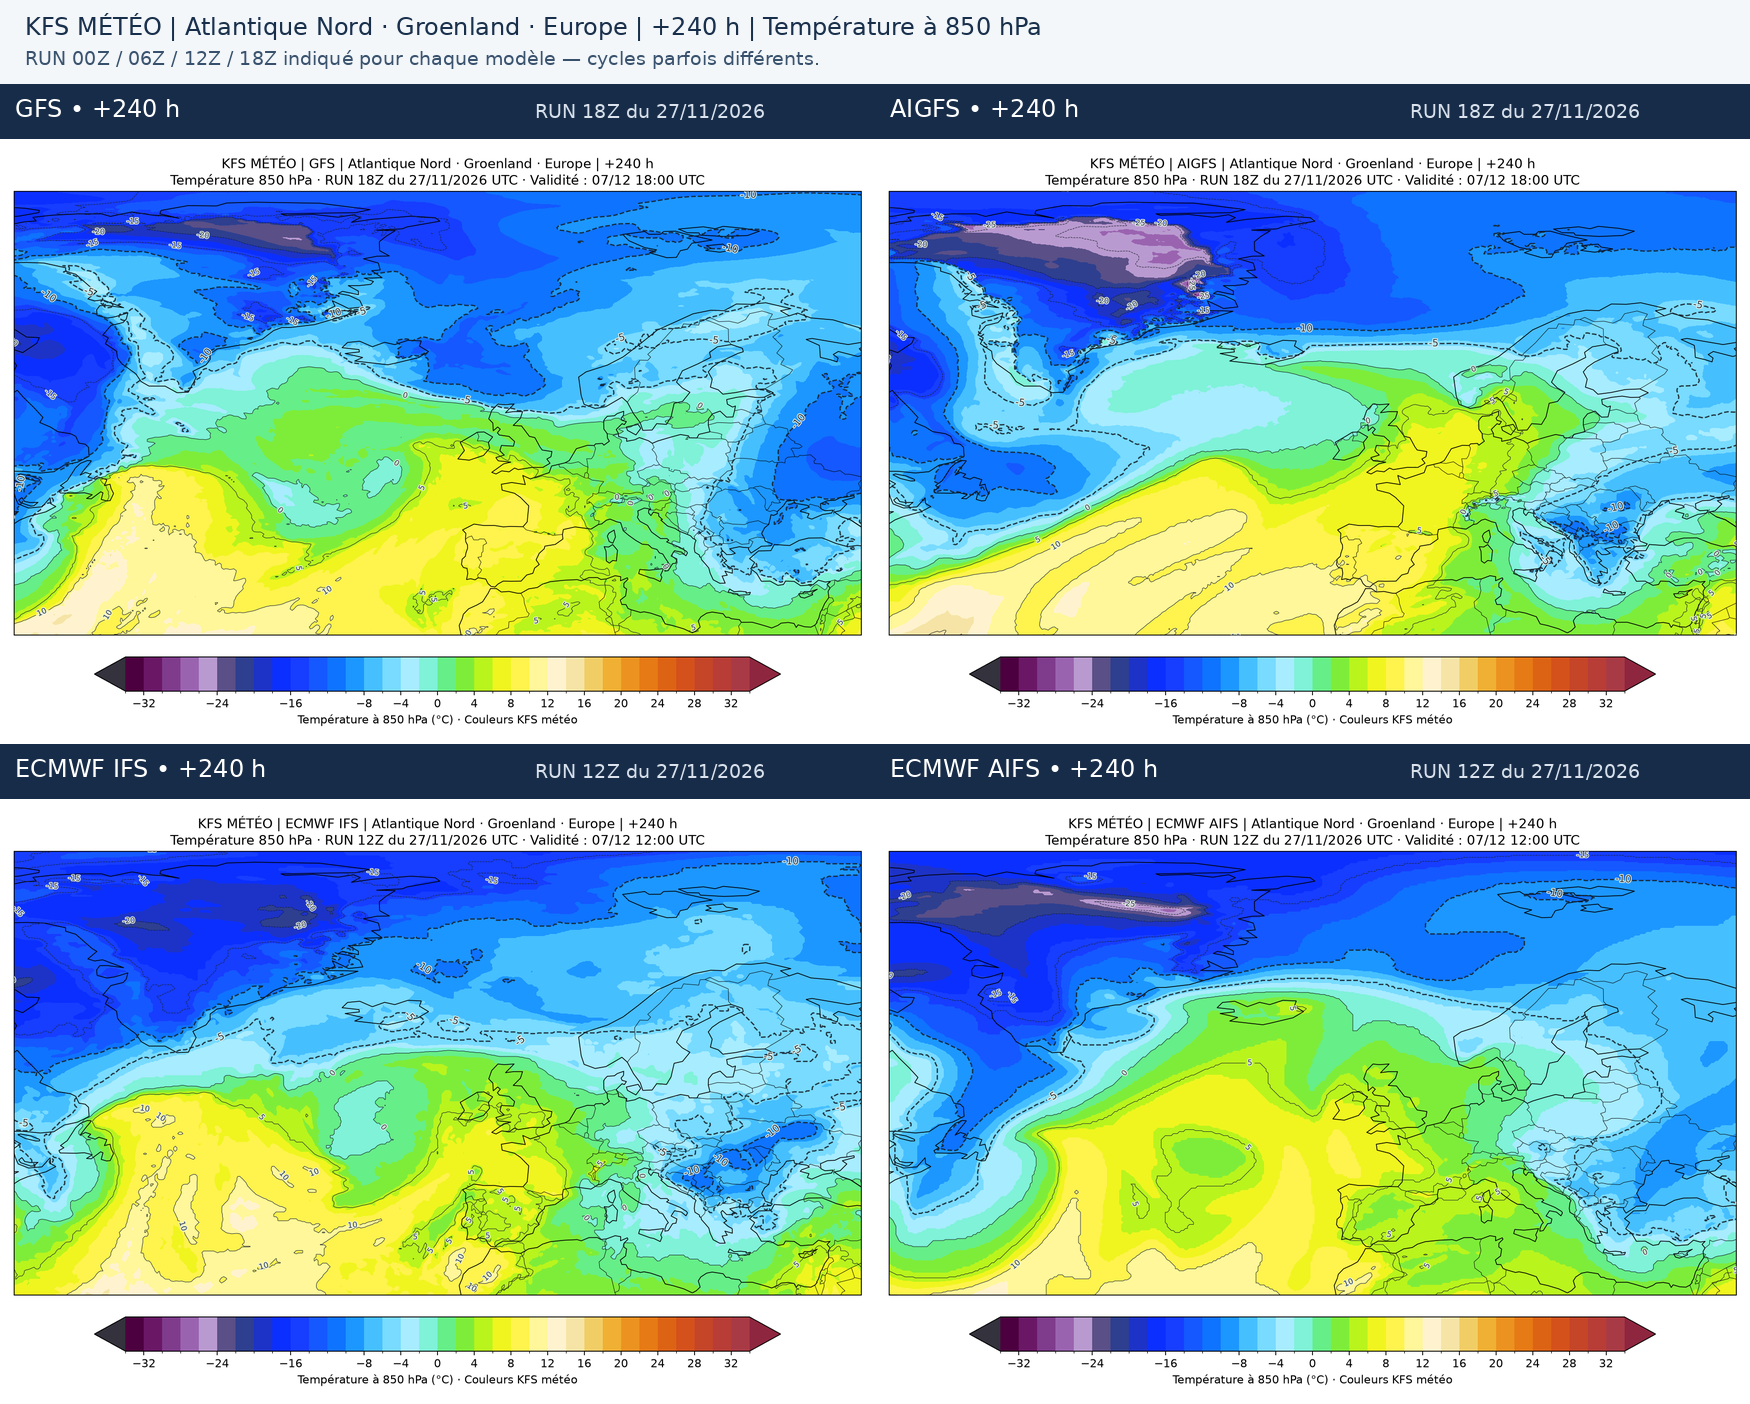 KFS MÉTÉO | Atlantique Nord · Groenland · Europe | +240 h | Température à 850 hPa
RUN 00Z / 06Z / 12Z / 18Z indiqué pour chaque modèle — cycles parfois différents.
GFS • +240 h
RUN 18Z du 27/11/2026
KFS MÉTÉO | GFS | Atlantique Nord · Groenland · Europe | +240 h
Température 850 hPa · RUN 18Z du 27/11/2026 UTC · Validité : 07/12 18:00 UTC
−32 −24 −16 −8 −4 0 4 8 12 16 20 24 28 32
Température à 850 hPa (°C) · Couleurs KFS météo
AIGFS • +240 h
RUN 18Z du 27/11/2026
KFS MÉTÉO | AIGFS | Atlantique Nord · Groenland · Europe | +240 h
Température 850 hPa · RUN 18Z du 27/11/2026 UTC · Validité : 07/12 18:00 UTC
−32 −24 −16 −8 −4 0 4 8 12 16 20 24 28 32
Température à 850 hPa (°C) · Couleurs KFS météo
ECMWF IFS • +240 h
RUN 12Z du 27/11/2026
KFS MÉTÉO | ECMWF IFS | Atlantique Nord · Groenland · Europe | +240 h
Température 850 hPa · RUN 12Z du 27/11/2026 UTC · Validité : 07/12 12:00 UTC
−32 −24 −16 −8 −4 0 4 8 12 16 20 24 28 32
Température à 850 hPa (°C) · Couleurs KFS météo
ECMWF AIFS • +240 h
RUN 12Z du 27/11/2026
KFS MÉTÉO | ECMWF AIFS | Atlantique Nord · Groenland · Europe | +240 h
Température 850 hPa · RUN 12Z du 27/11/2026 UTC · Validité : 07/12 12:00 UTC
−32 −24 −16 −8 −4 0 4 8 12 16 20 24 28 32
Température à 850 hPa (°C) · Couleurs KFS météo